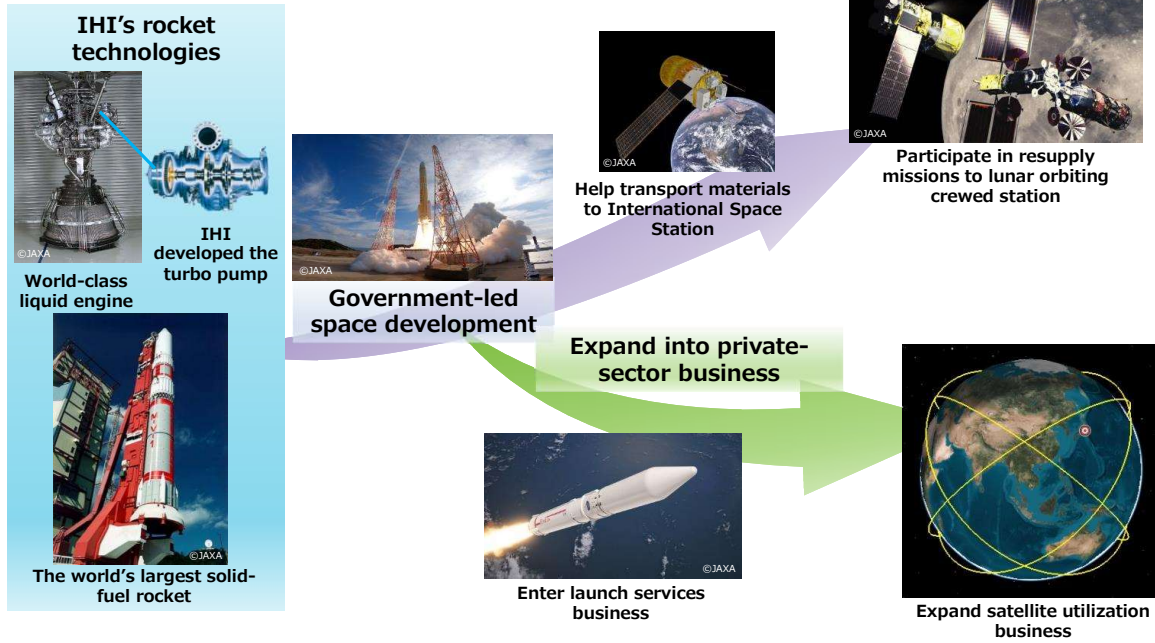 IHI’s rocket
technologies
©JAXA
World-class
liquid engine
IHI
developed the
turbo pump
©JAXA
The world’s largest solid-
fuel rocket
©JAXA
Government-led
space development
©JAXA
Help transport materials
to International Space
Station
©JAXA
Participate in resupply
missions to lunar orbiting
crewed station
Expand into private-
sector business
©JAXA
Enter launch services
business
Expand satellite utilization
business